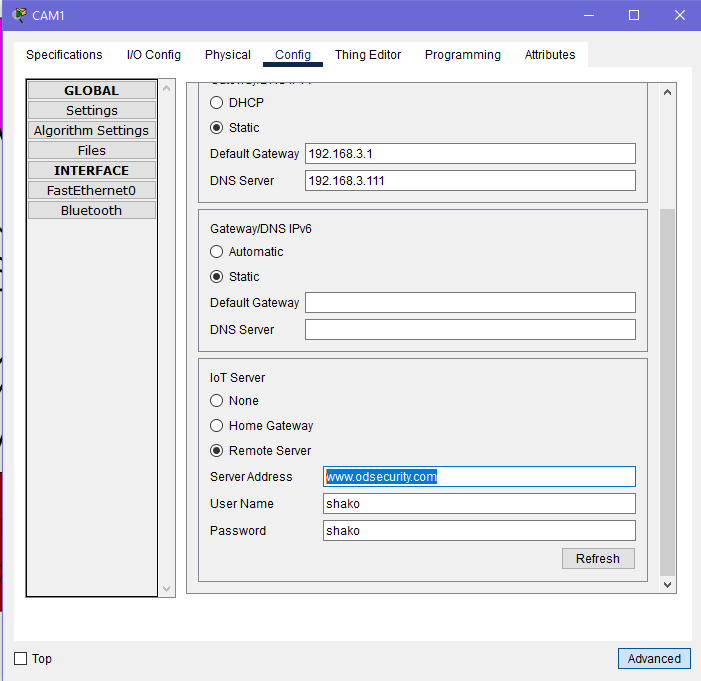 CAM1
Specifications I/O Config Physical Config Thing Editor Programming Attributes
GLOBAL
Settings
Algorithm Settings
Files
INTERFACE
FastEthernet0
Bluetooth
DHCP
Static
Default Gateway 192.168.3.1
DNS Server 192.168.3.111
Gateway/DNS IPv6
Automatic
Static
Default Gateway
DNS Server
IoT Server
None
Home Gateway
Remote Server
Server Address www.odsecurity.com
User Name shako
Password shako
Refresh
Top
Advanced